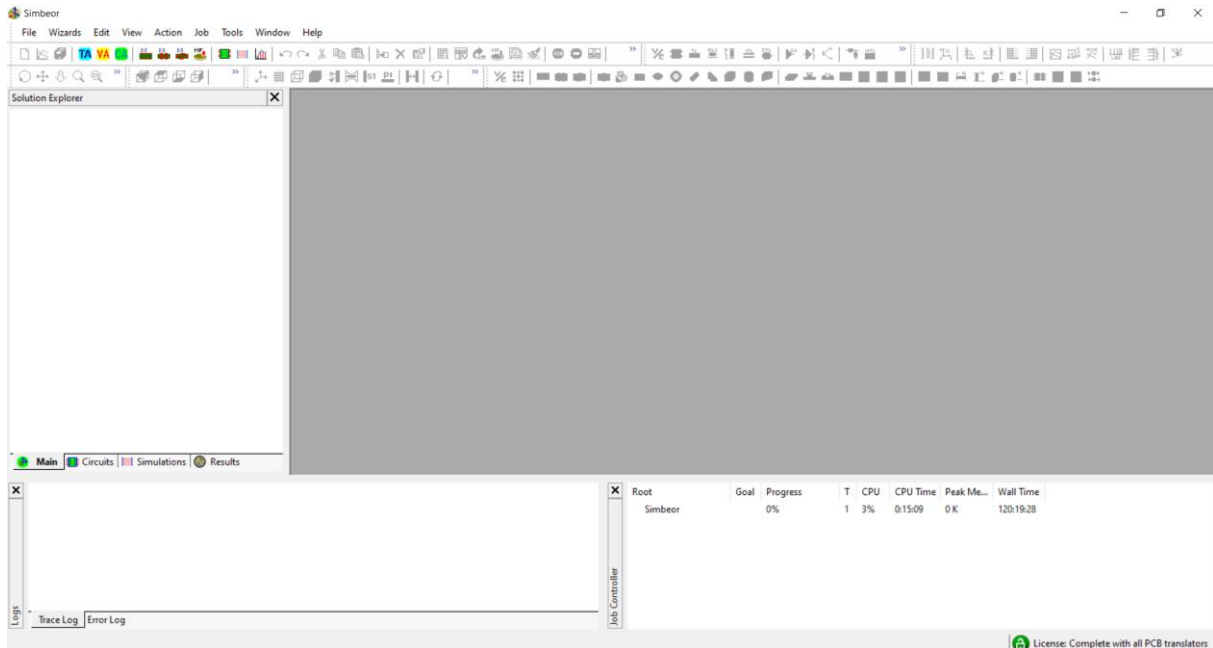 Simbeor
File Wizards Edit View Action Job Tools Window Help
TA VA CA
Solution Explorer
Main Circuits Simulations Results
Logs
Trace Log Error Log
Job Controller
Root Goal Progress T CPU CPU Time Peak Me... Wall Time
Simbeor 0% 1 3% 0:15:09 0 K 120:19:28
License: Complete with all PCB translators